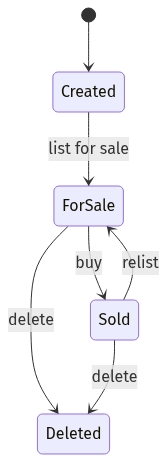 Created
list for sale
ForSale
buy
relist
delete
Sold
delete
Deleted